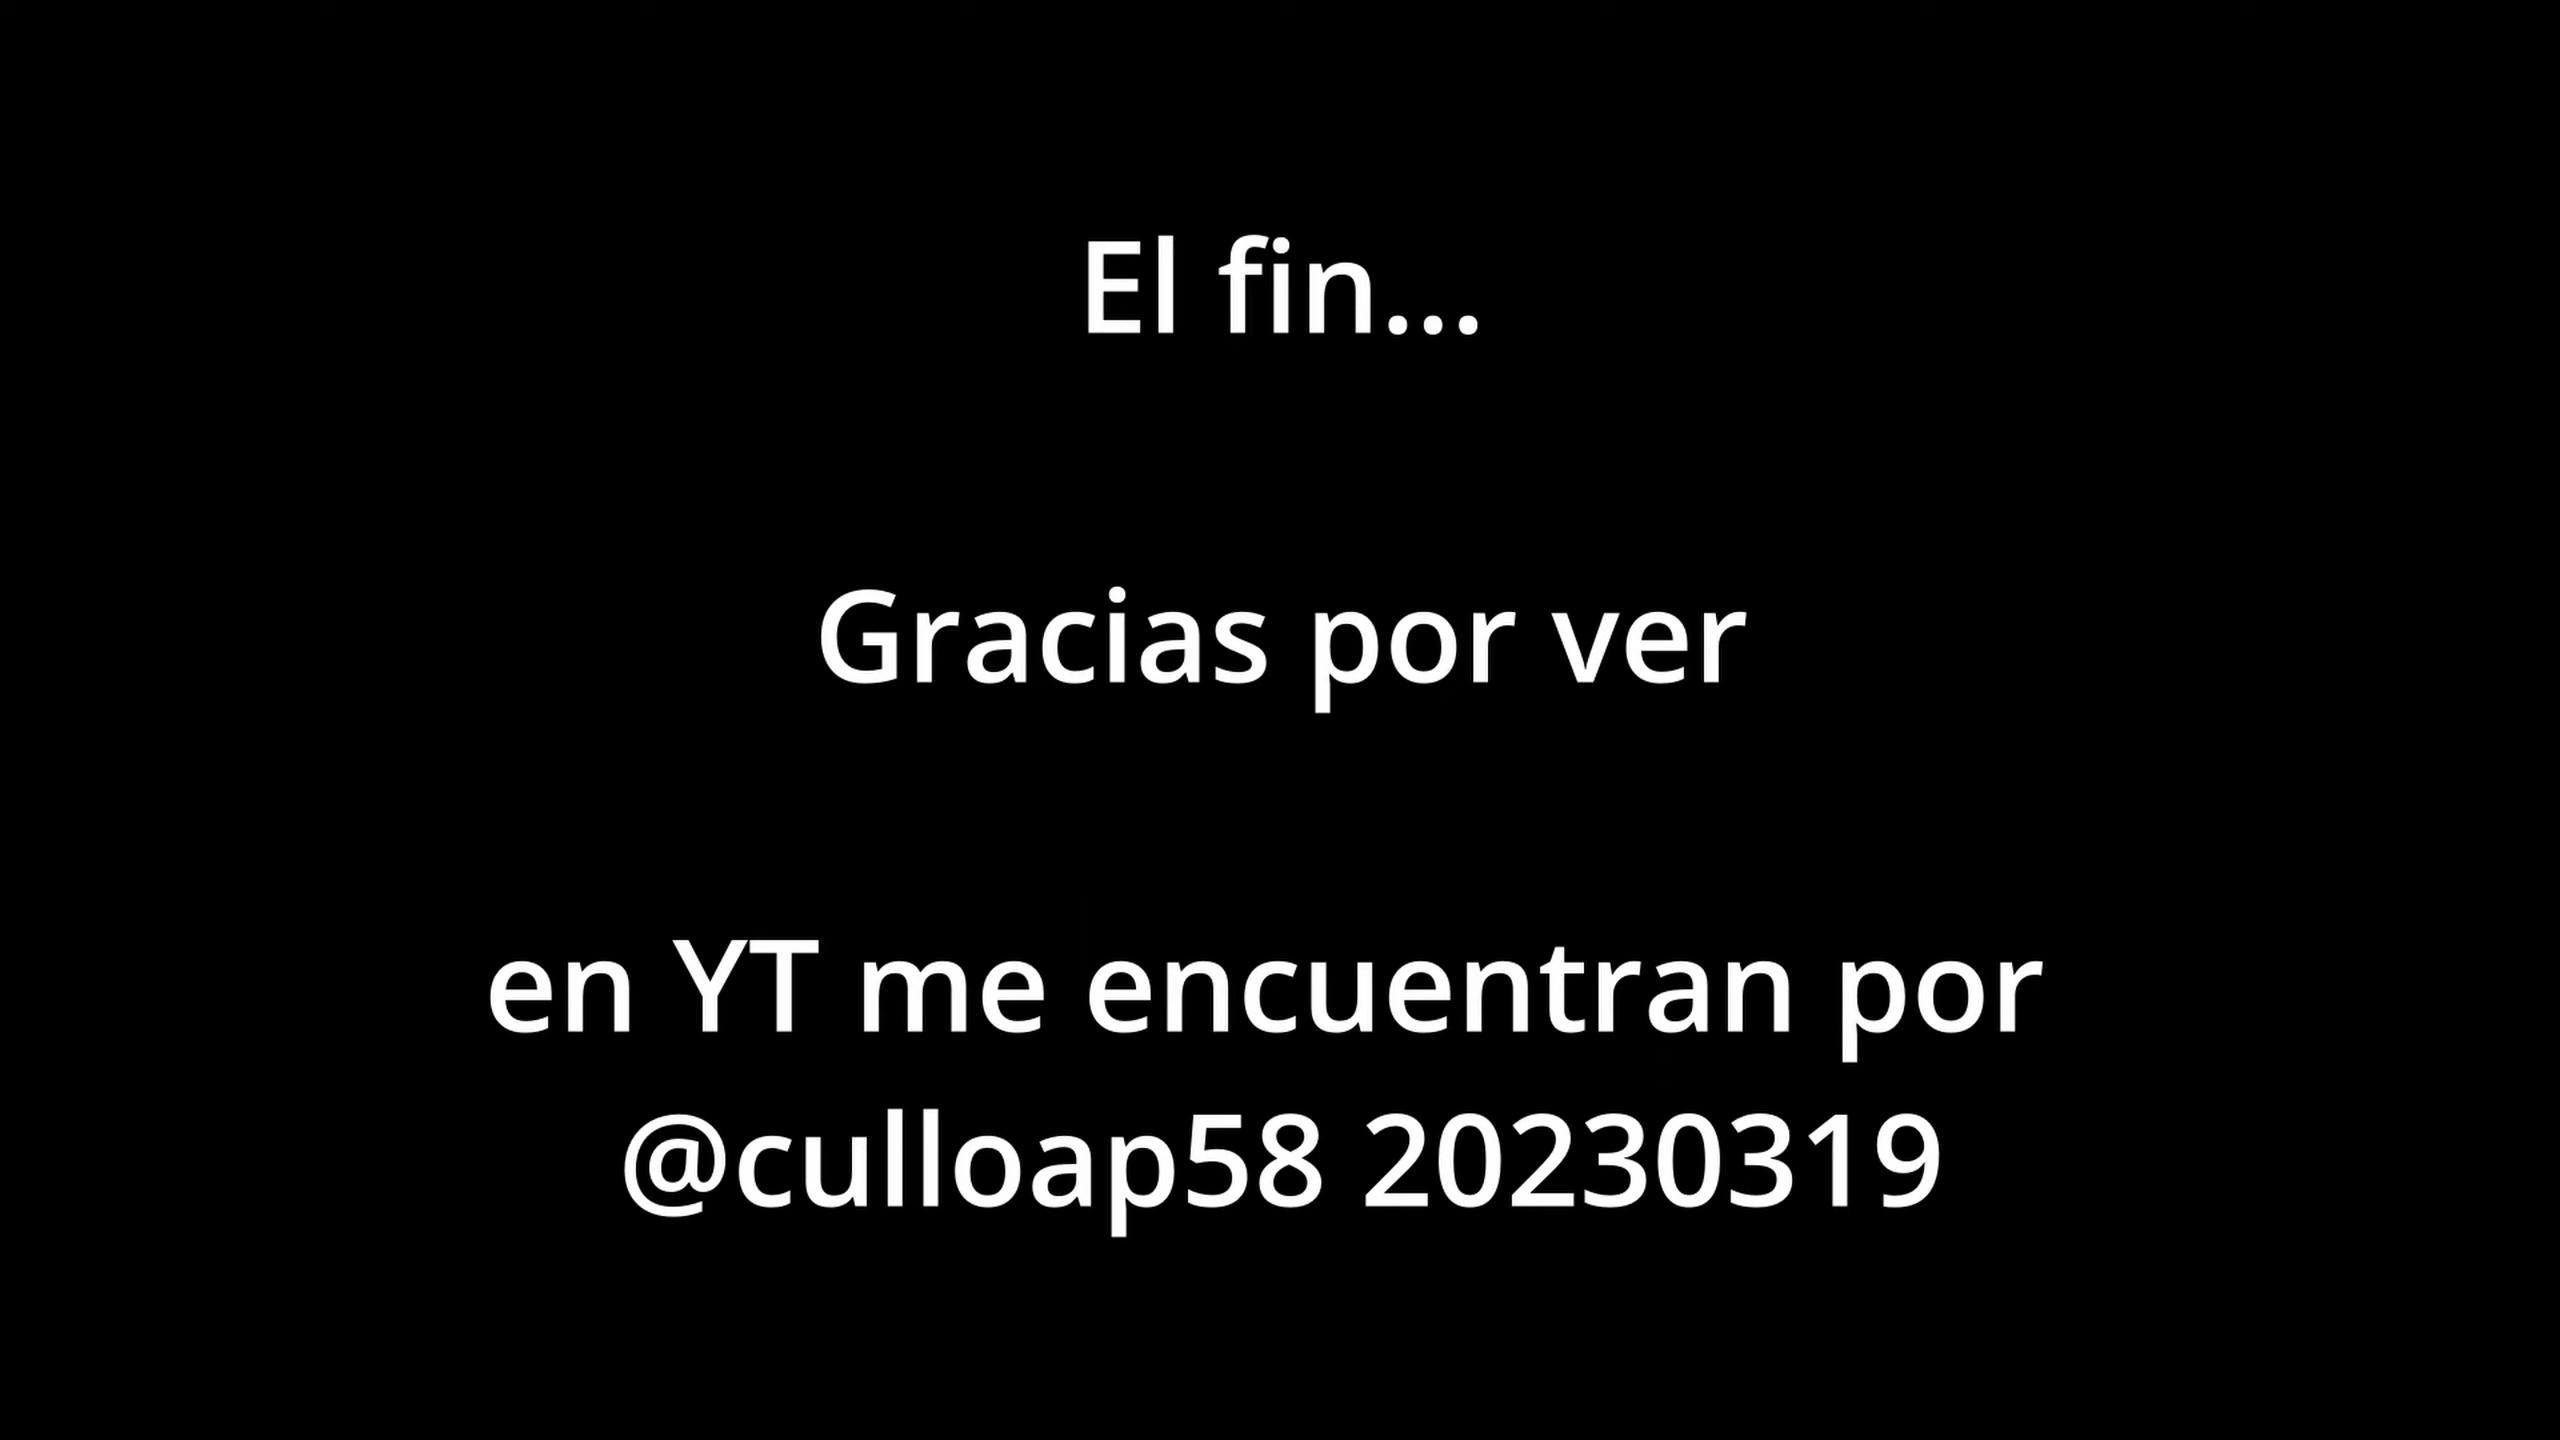 El fin...
Gracias por ver
en YT me encuentran por
@culloap58 20230319